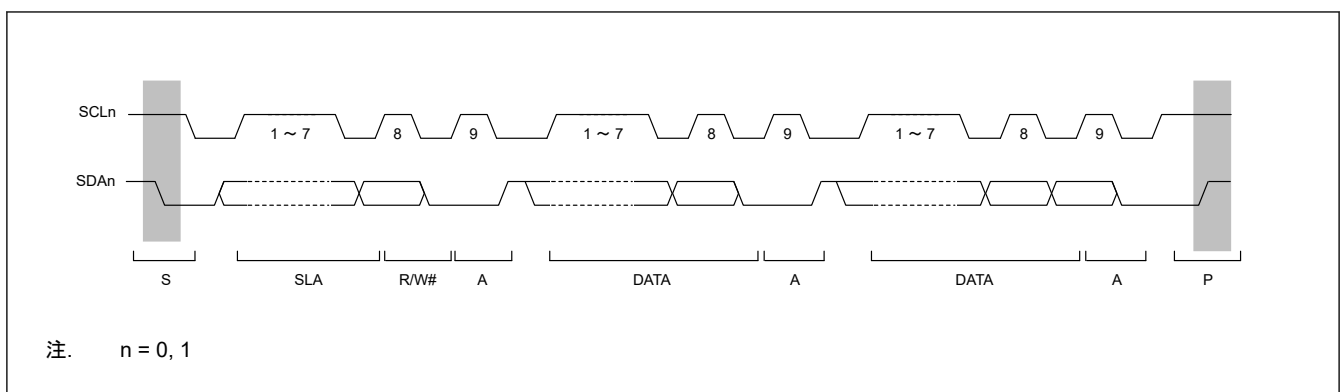 SCLn
1 ～ 7 8 9 1 ～ 7 8 9 1 ～ 7 8 9
SDAn
S SLA R/W# A DATA A DATA A P
注. n = 0, 1